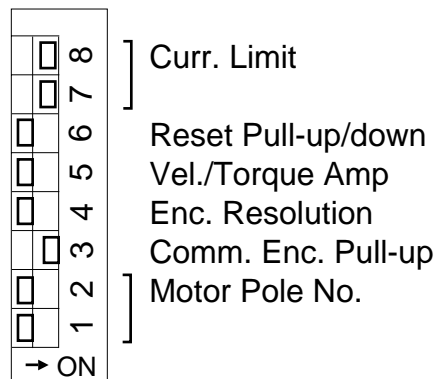 8 Curr. Limit
7
6 Reset Pull-up/down
5 Vel./Torque Amp
4 Enc. Resolution
3 Comm. Enc. Pull-up
2 Motor Pole No.
1
→ ON